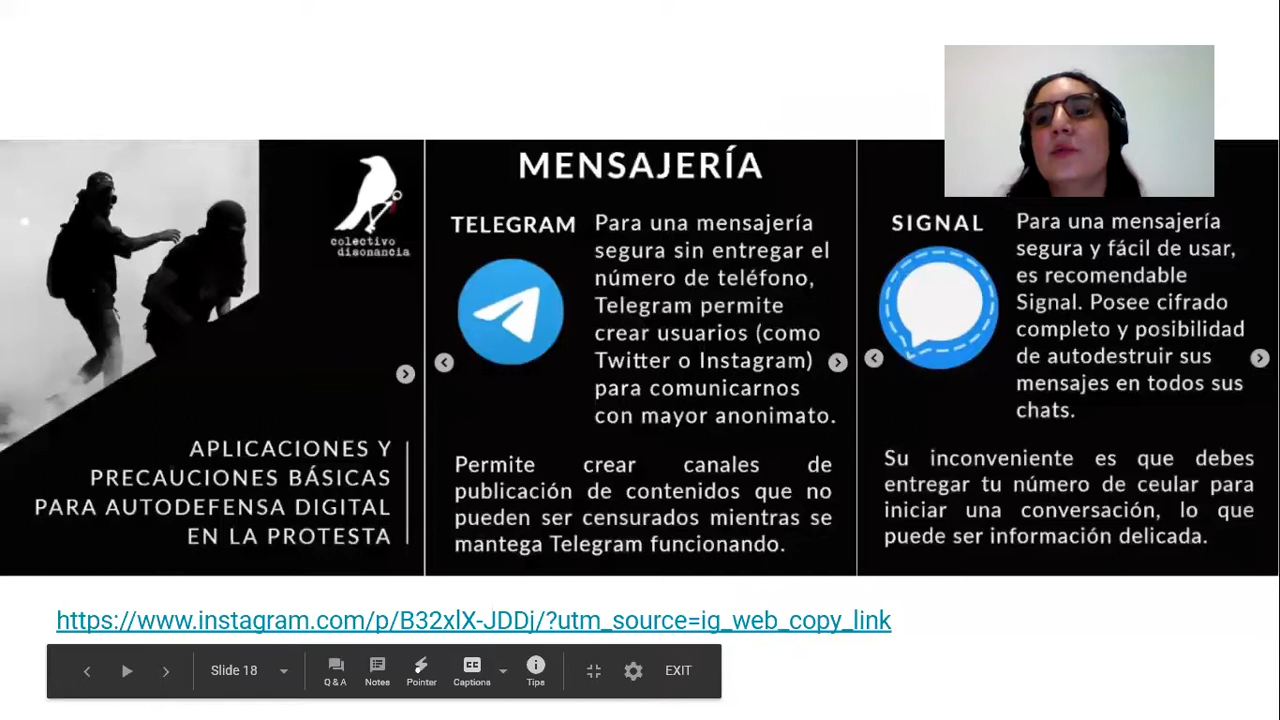 colectivo
disonancia
APLICACIONES Y
PRECAUCIONES BÁSICAS
PARA AUTODEFENSA DIGITAL
EN LA PROTESTA
MENSAJERÍA
TELEGRAM
Para una mensajería
segura sin entregar el
número de teléfono,
Telegram permite
crear usuarios (como
Twitter o Instagram)
para comunicarnos
con mayor anonimato.
Permite crear canales de
publicación de contenidos que no
pueden ser censurados mientras se
mantega Telegram funcionando.
SIGNAL
Para una mensajería
segura y fácil de usar,
es recomendable
Signal. Posee cifrado
completo y posibilidad
de autodestruir sus
mensajes en todos sus
chats.
Su inconveniente es que debes
entregar tu número de ceular para
iniciar una conversación, lo que
puede ser información delicada.
https://www.instagram.com/p/B32xlX-JDDj/?utm_source=ig_web_copy_link
Slide 18
Q & A
Notes
Pointer
CC
Captions
Tips
EXIT